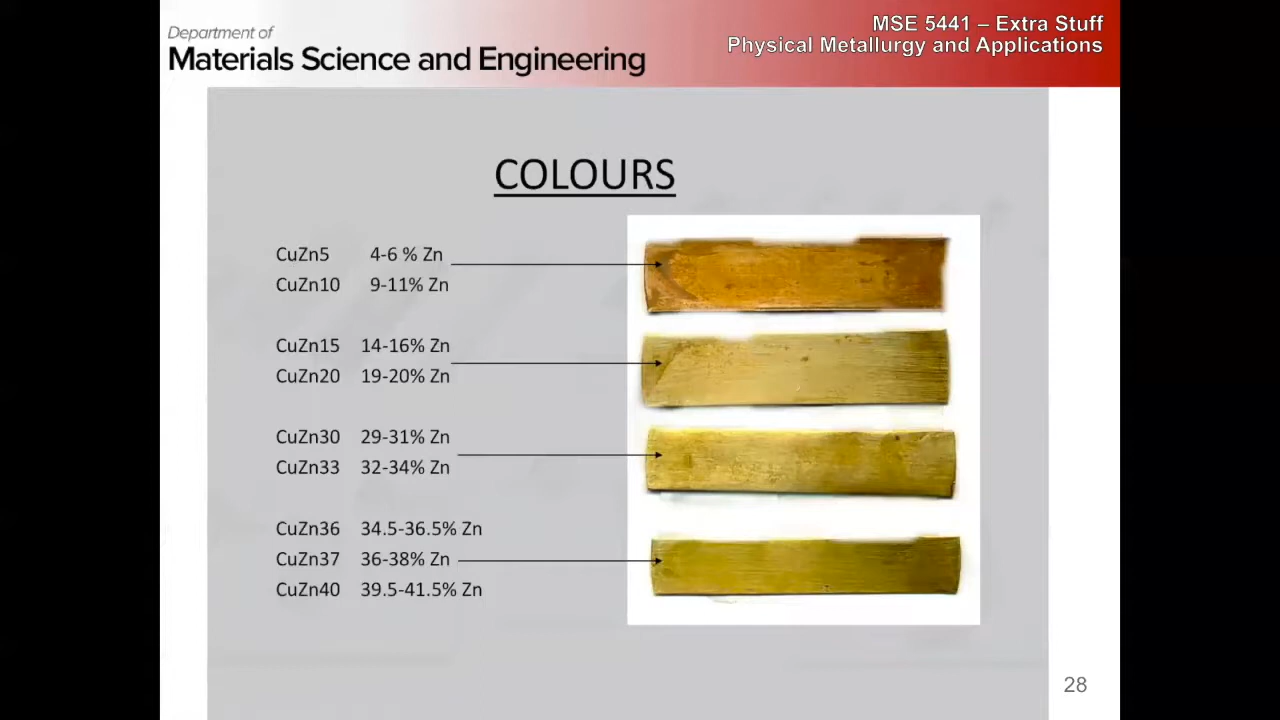 Department of
Materials Science and Engineering
MSE 5441 – Extra Stuff
Physical Metallurgy and Applications
COLOURS
CuZn5 4-6 % Zn
CuZn10 9-11% Zn
CuZn15 14-16% Zn
CuZn20 19-20% Zn
CuZn30 29-31% Zn
CuZn33 32-34% Zn
CuZn36 34.5-36.5% Zn
CuZn37 36-38% Zn
CuZn40 39.5-41.5% Zn
28